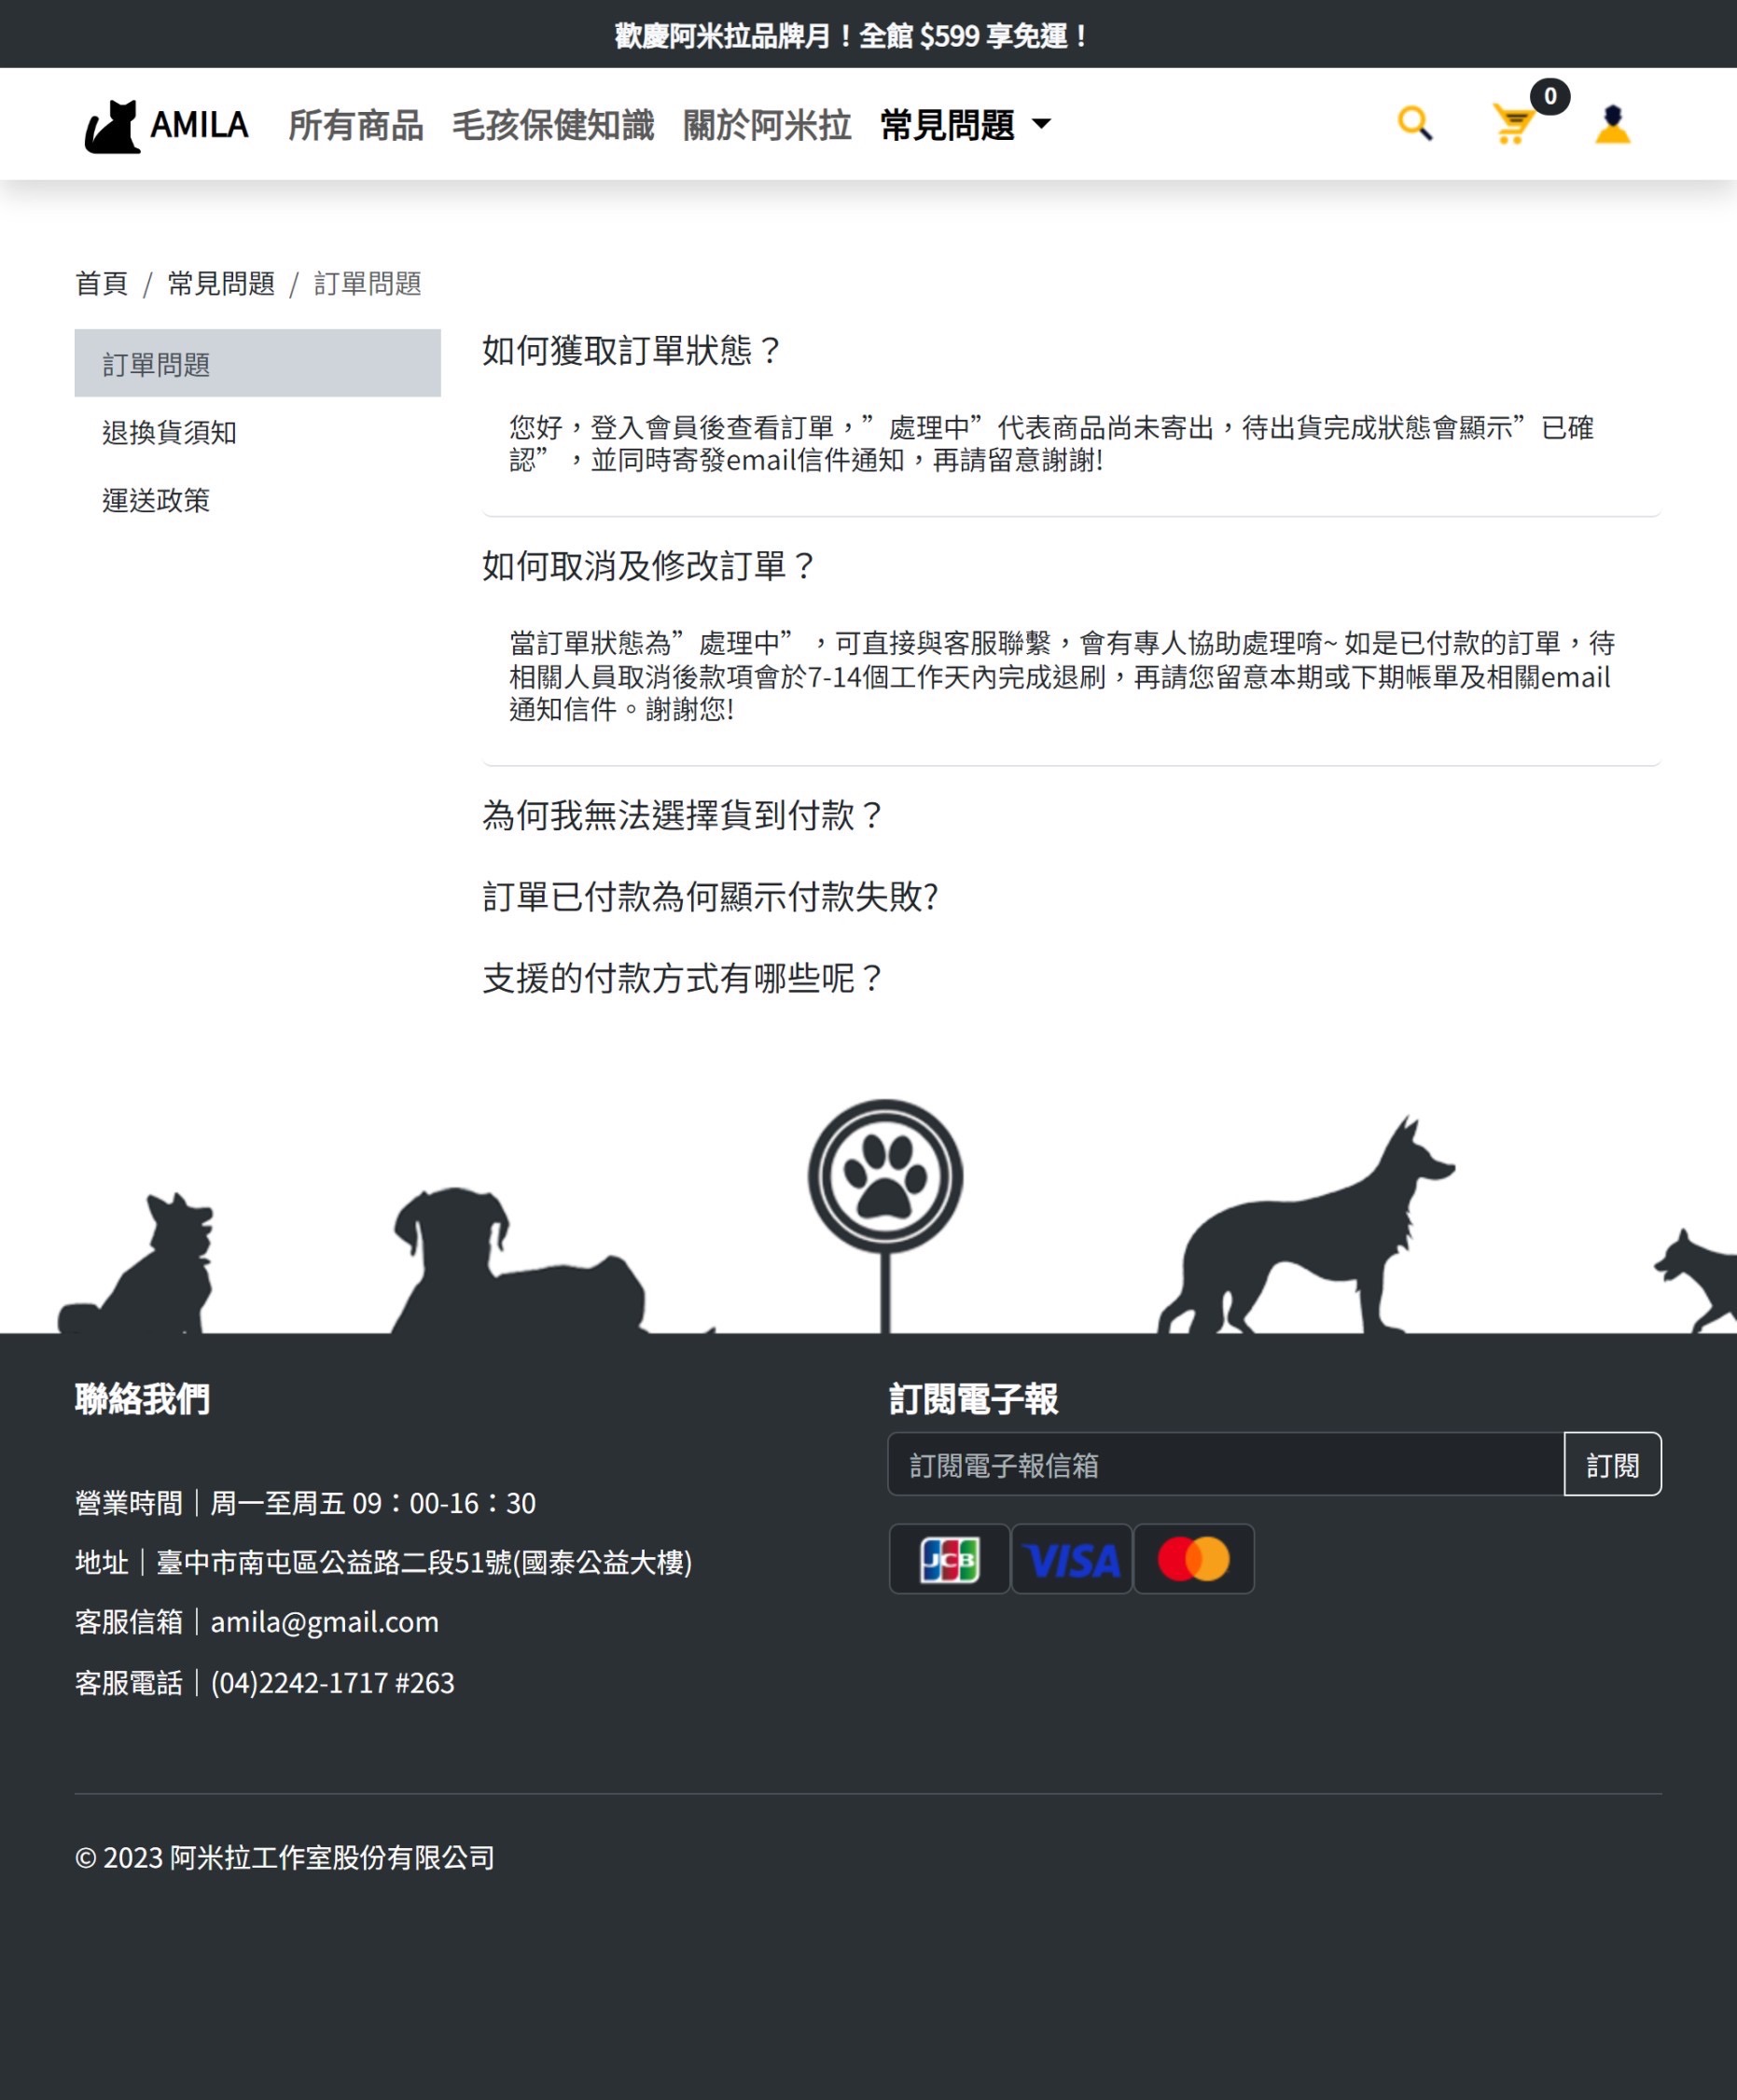 歡慶阿米拉品牌月！全館 $599 享免運！
AMILA 所有商品 毛孩保健知識 關於阿米拉 常見問題 0
首頁 / 常見問題 / 訂單問題
訂單問題
退換貨須知
運送政策
如何獲取訂單狀態？
您好，登入會員後查看訂單，”處理中”代表商品尚未寄出，待出貨完成狀態會顯示”已確
認”，並同時寄發email信件通知，再請留意謝謝!
如何取消及修改訂單？
當訂單狀態為”處理中”，可直接與客服聯繫，會有專人協助處理唷~ 如是已付款的訂單，待
相關人員取消後款項會於7-14個工作天內完成退刷，再請您留意本期或下期帳單及相關email
通知信件。謝謝您!
為何我無法選擇貨到付款？
訂單已付款為何顯示付款失敗?
支援的付款方式有哪些呢？
聯絡我們
營業時間｜周一至周五 09：00-16：30
地址｜臺中市南屯區公益路二段51號(國泰公益大樓)
客服信箱｜amila@gmail.com
客服電話｜(04)2242-1717 #263
訂閱電子報
訂閱電子報信箱 訂閱
JCB VISA
© 2023 阿米拉工作室股份有限公司